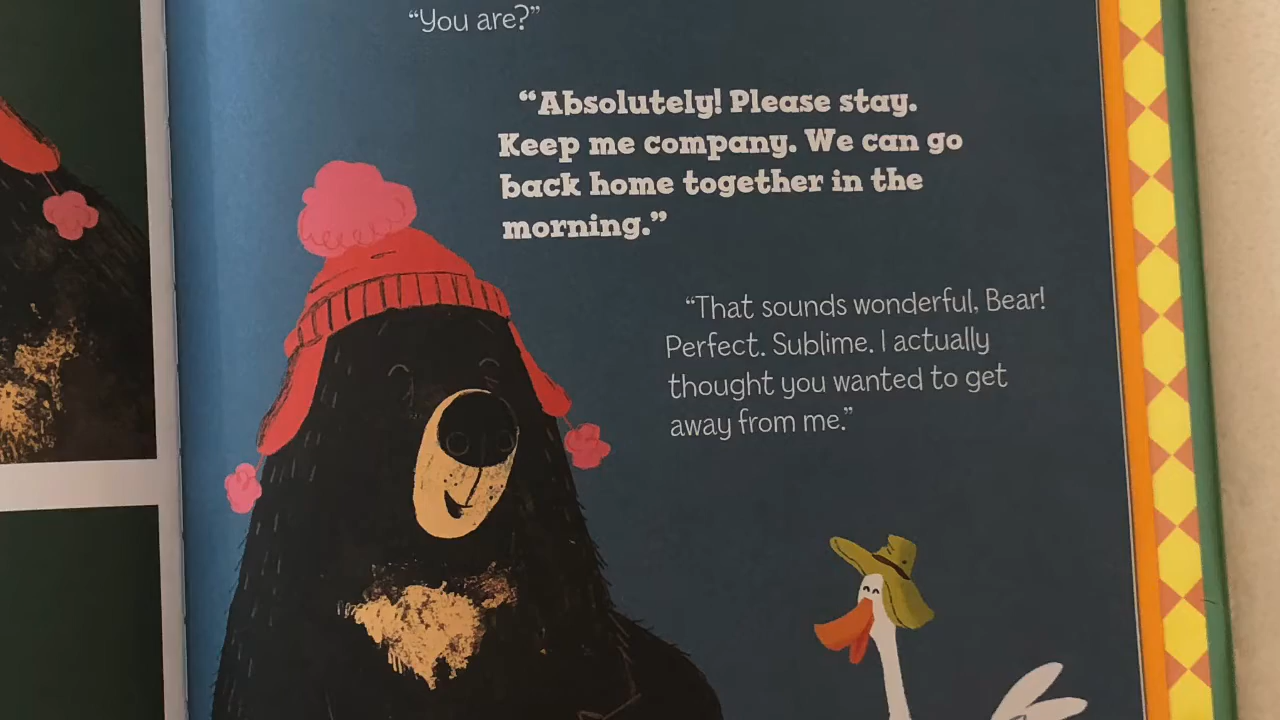 “You are?”
“Absolutely! Please stay.
Keep me company. We can go
back home together in the
morning.”
“That sounds wonderful, Bear!
Perfect. Sublime. I actually
thought you wanted to get
away from me.”